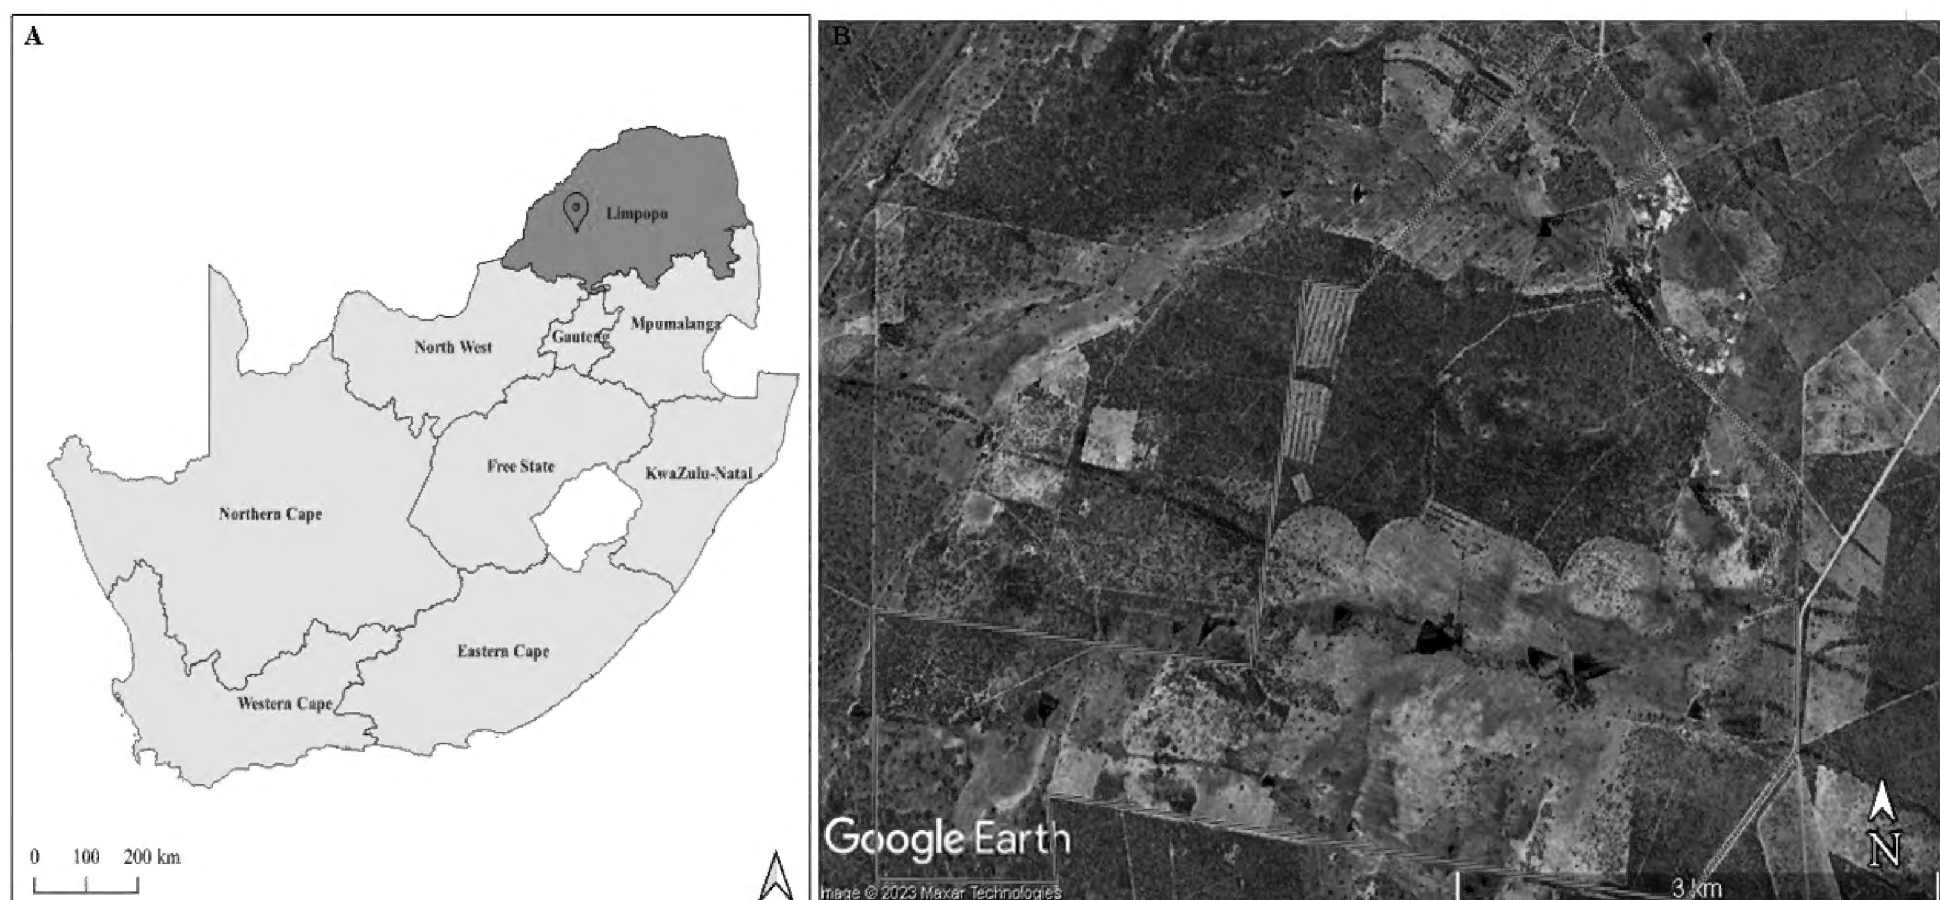 A
Limpopo
North West
Gauteng
Mpumalanga
Free State
KwaZulu-Natal
Northern Cape
Eastern Cape
Western Cape
0 100 200 km
B
Google Earth
mage © 2023 Maxar Technologies
3 km
N